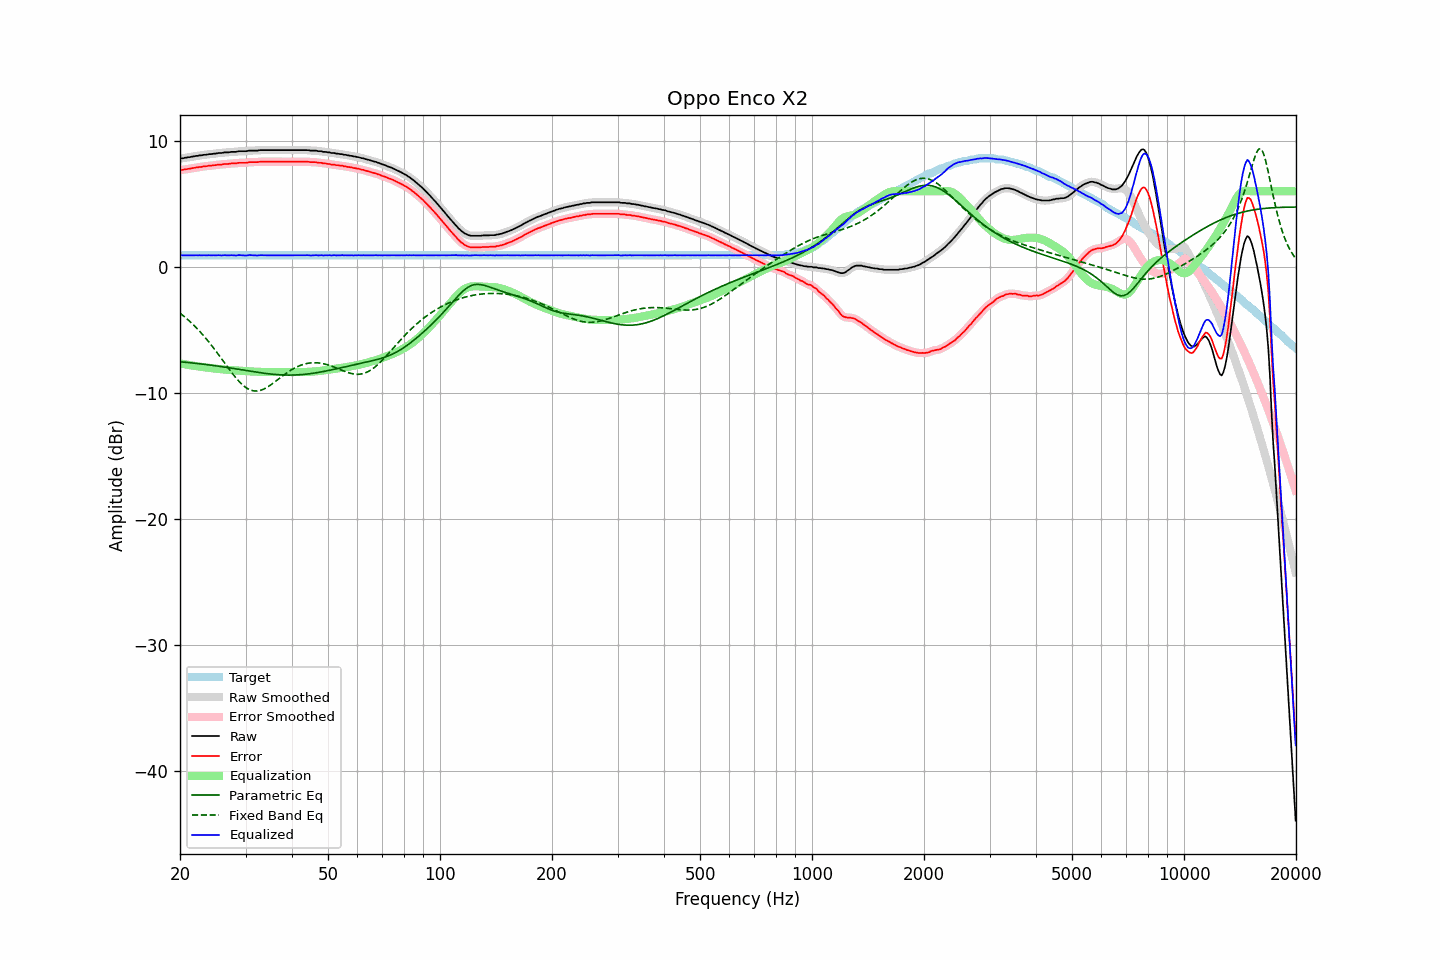 Oppo Enco X2
Amplitude (dBr)
10
0
−10
−20
−30
−40
Target
Raw Smoothed
Error Smoothed
Raw
Error
Equalization
Parametric Eq
Fixed Band Eq
Equalized
20 50 100 200 500 1000 2000 5000 10000 20000
Frequency (Hz)